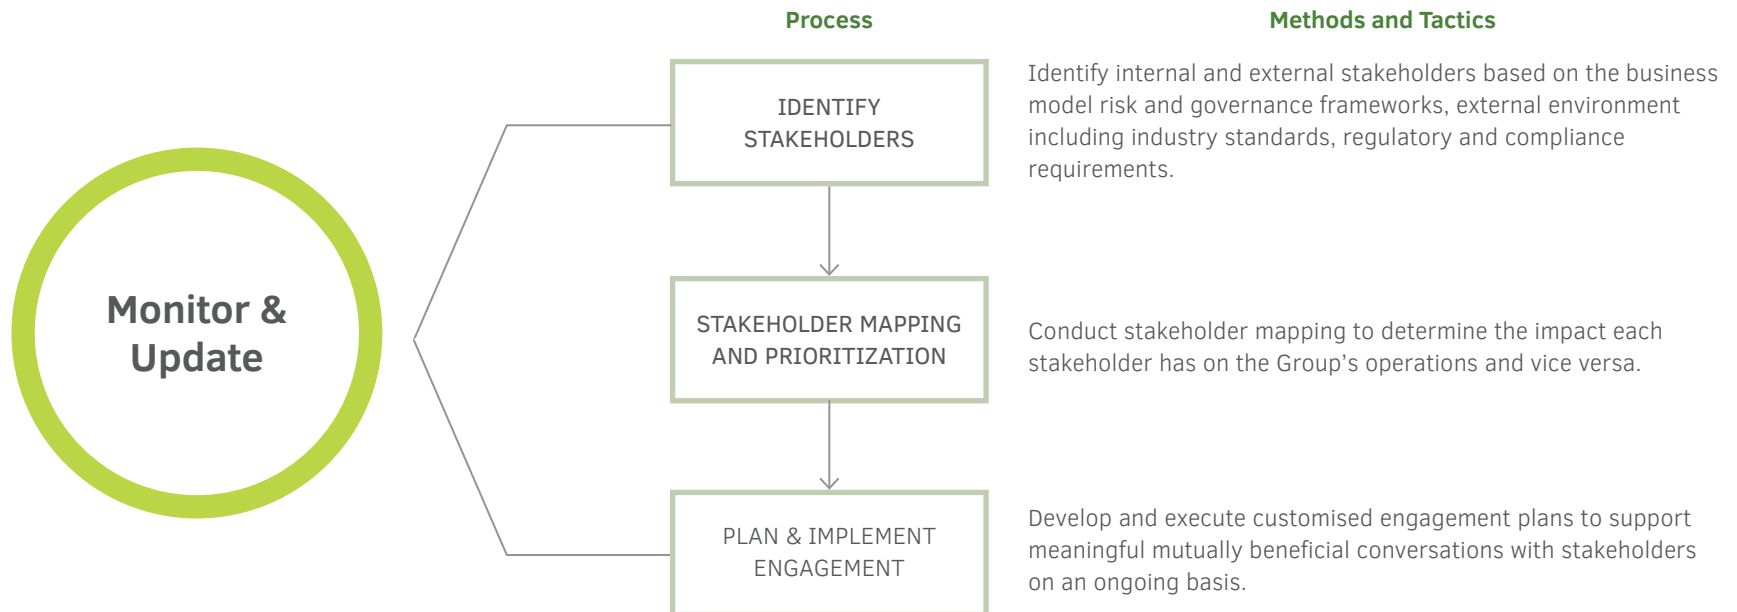 Process
Methods and Tactics
Monitor &
Update
IDENTIFY
STAKEHOLDERS
Identify internal and external stakeholders based on the business
model risk and governance frameworks, external environment
including industry standards, regulatory and compliance
requirements.
STAKEHOLDER MAPPING
AND PRIORITIZATION
Conduct stakeholder mapping to determine the impact each
stakeholder has on the Group’s operations and vice versa.
PLAN & IMPLEMENT
ENGAGEMENT
Develop and execute customised engagement plans to support
meaningful mutually beneficial conversations with stakeholders
on an ongoing basis.